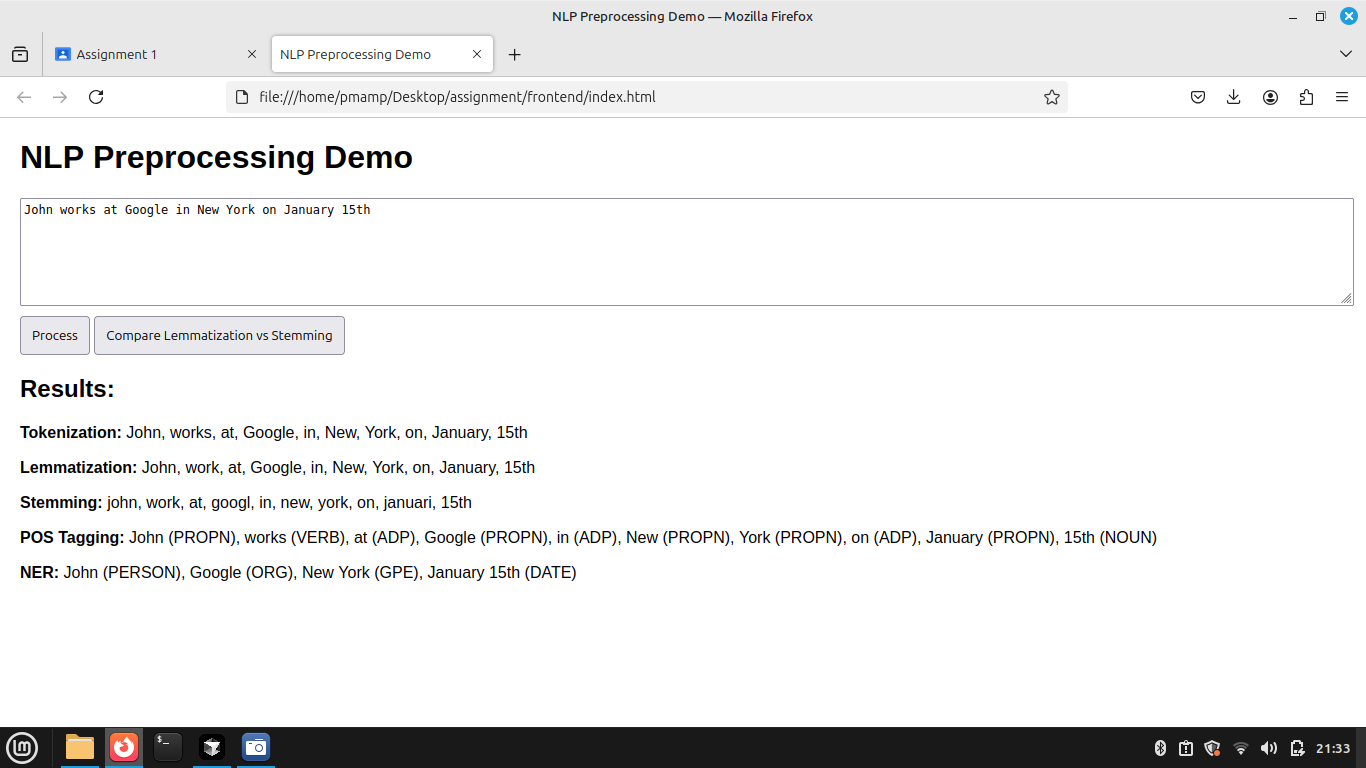 NLP Preprocessing Demo — Mozilla Firefox
Assignment 1
NLP Preprocessing Demo
file:///home/pmamp/Desktop/assignment/frontend/index.html
NLP Preprocessing Demo
John works at Google in New York on January 15th
Process
Compare Lemmatization vs Stemming
Results:
Tokenization: John, works, at, Google, in, New, York, on, January, 15th
Lemmatization: John, work, at, Google, in, New, York, on, January, 15th
Stemming: john, work, at, googl, in, new, york, on, januari, 15th
POS Tagging: John (PROPN), works (VERB), at (ADP), Google (PROPN), in (ADP), New (PROPN), York (PROPN), on (ADP), January (PROPN), 15th (NOUN)
NER: John (PERSON), Google (ORG), New York (GPE), January 15th (DATE)
21:33